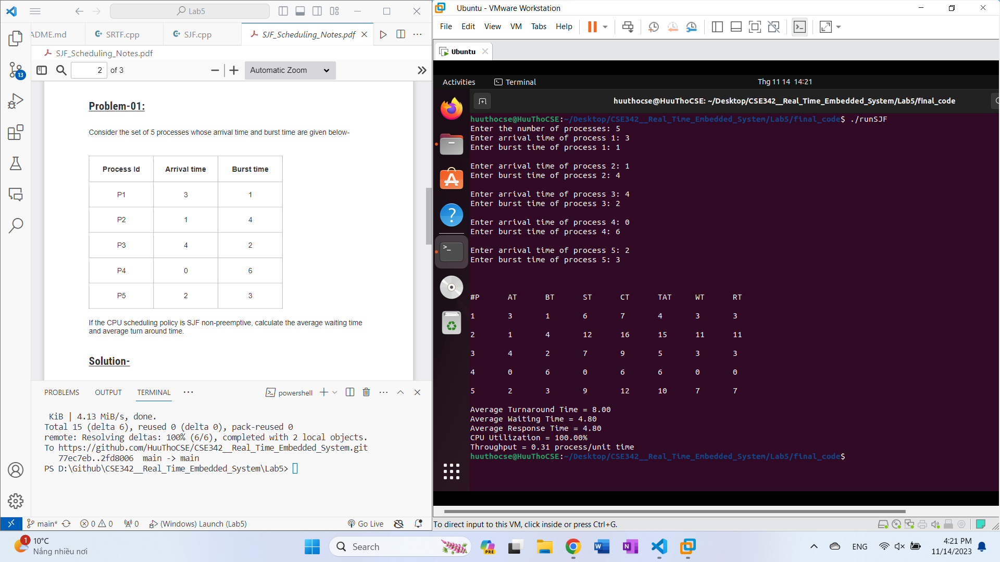 Lab5
ADME.md
SRTF.cpp
SJF.cpp
SJF_Scheduling_Notes.pdf
SJF_Scheduling_Notes.pdf
2 of 3
Automatic Zoom
13
Problem-01:
Consider the set of 5 processes whose arrival time and burst time are given below-
Process Id Arrival time Burst time
P1 3 1
P2 1 4
P3 4 2
P4 0 6
P5 2 3
If the CPU scheduling policy is SJF non-preemptive, calculate the average waiting time
and average turn around time.
Solution-
PROBLEMS OUTPUT TERMINAL ... powershell
KiB | 4.13 MiB/s, done.
Total 15 (delta 6), reused 0 (delta 0), pack-reused 0
remote: Resolving deltas: 100% (6/6), completed with 2 local objects.
To https://github.com/HuuThoCSE/CSE342__Real_Time_Embedded_System.git
77ec7eb..2fd8006 main -> main
PS D:\Github\CSE342__Real_Time_Embedded_System\Lab5>
main* 0 0 0 (Windows) Launch (Lab5) Go Live
Ubuntu - VMware Workstation
File Edit View VM Tabs Help
Ubuntu
Activities Terminal Thg 11 14 14:21
huuthocse@HuuThoCSE: ~/Desktop/CSE342__Real_Time_Embedded_System/Lab5/final_code
huuthocse@HuuThoCSE:~/Desktop/CSE342__Real_Time_Embedded_System/Lab5/final_code$ ./runSJF
Enter the number of processes: 5
Enter arrival time of process 1: 3
Enter burst time of process 1: 1
Enter arrival time of process 2: 1
Enter burst time of process 2: 4
Enter arrival time of process 3: 4
Enter burst time of process 3: 2
Enter arrival time of process 4: 0
Enter burst time of process 4: 6
Enter arrival time of process 5: 2
Enter burst time of process 5: 3
#P AT BT ST CT TAT WT RT
1 3 1 6 7 4 3 3
2 1 4 12 16 15 11 11
3 4 2 7 9 5 3 3
4 0 6 0 6 6 0 0
5 2 3 9 12 10 7 7
Average Turnaround Time = 8.00
Average Waiting Time = 4.80
Average Response Time = 4.80
CPU Utilization = 100.00%
Throughput = 0.31 process/unit time
huuthocse@HuuThoCSE:~/Desktop/CSE342__Real_Time_Embedded_System/Lab5/final_code$
To direct input to this VM, click inside or press Ctrl+G.
1
10°C
Nắng nhiều nơi
Search
PRE
ENG
4:21 PM
11/14/2023